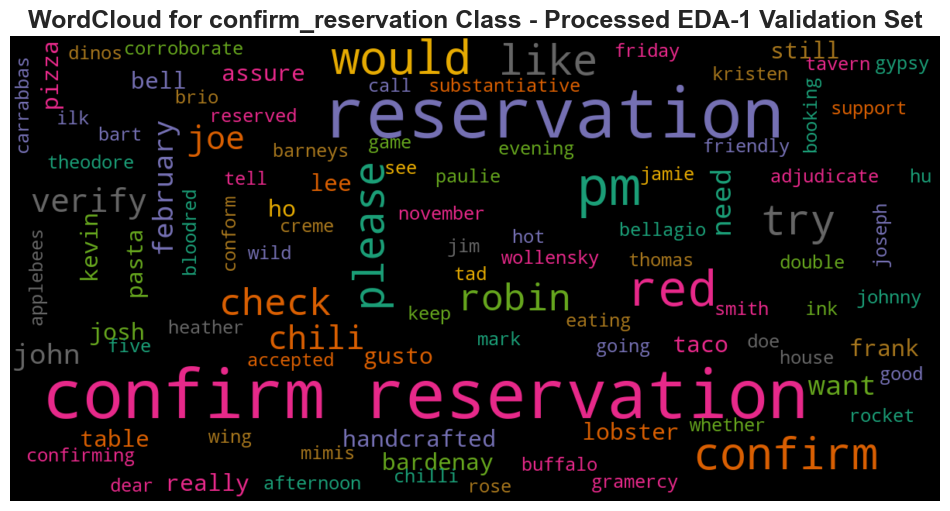 WordCloud for confirm_reservation Class - Processed EDA-1 Validation Set
carrabbas
pizza
dinos
corroborate
would
like
friday
still
tavern
gypsy
bell
assure
kristen
brio
call
substantiative
reservation
booking
support
ilk
bart
reserved
joe
game
evening
friendly
theodore
february
barneys
see
please
paulie
pm
jamie
need
adjudicate
hu
tell
lee
verify
ho
november
try
joseph
kevin
pasta
bloodred
conform
creme
wild
jim
hot
wollensky
bellagio
thomas
double
applebees
tad
red
smith
ink
johnny
check
robin
keep
eating
josh
five
heather
chili
mark
going
taco
doe
house
frank
john
accepted
gusto
good
confirm reservation
want
rocket
table
wing
handcrafted
lobster
whether
confirming
mimis
bardenay
chilli
buffalo
confirm
dear
really
afternoon
rose
gramercy